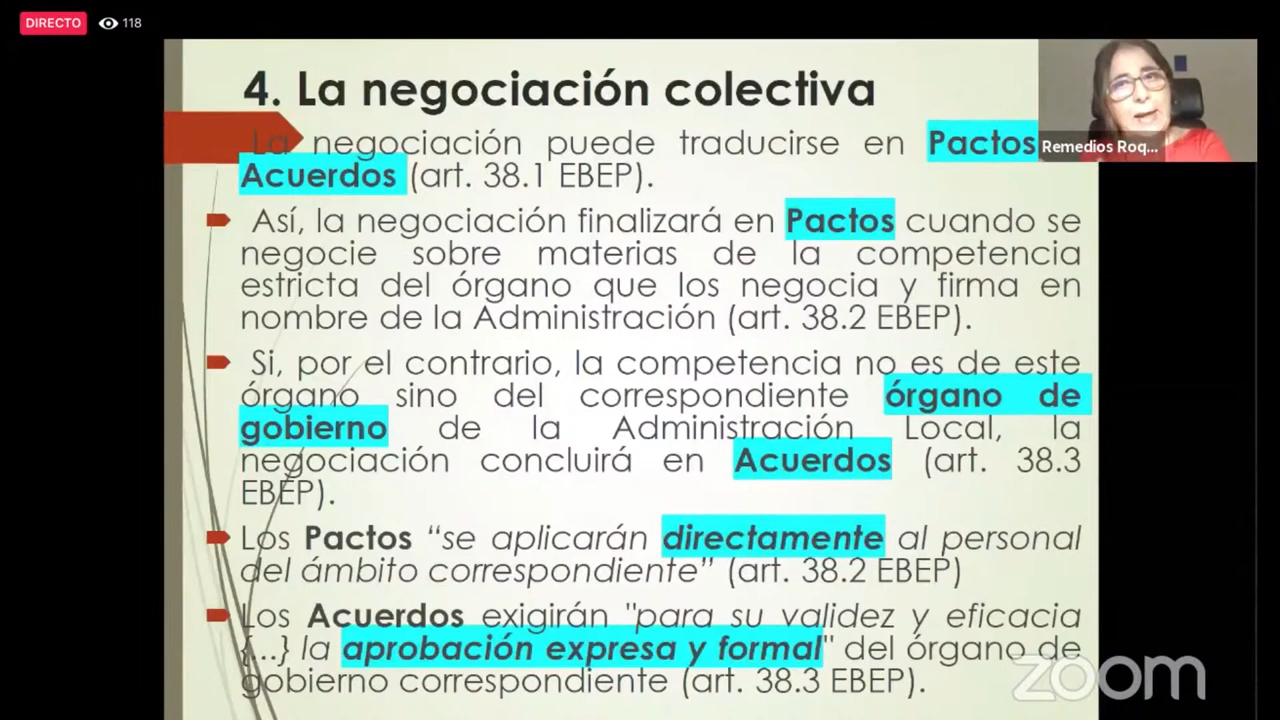 DIRECTO 118
4. La negociación colectiva
La negociación puede traducirse en Pactos
Acuerdos (art. 38.1 EBEP).
Remedios Roq...
Así, la negociación finalizará en Pactos cuando se
negocie sobre materias de la competencia
estricta del órgano que los negocia y firma en
nombre de la Administración (art. 38.2 EBEP).
Si, por el contrario, la competencia no es de este
órgano sino del correspondiente órgano de
gobierno de la Administración Local, la
negociación concluirá en Acuerdos (art. 38.3
EBEP).
Los Pactos “se aplicarán directamente al personal
del ámbito correspondiente” (art. 38.2 EBEP)
Los Acuerdos exigirán "para su validez y eficacia
{...} la aprobación expresa y formal" del órgano de
gobierno correspondiente (art. 38.3 EBEP).
zoom